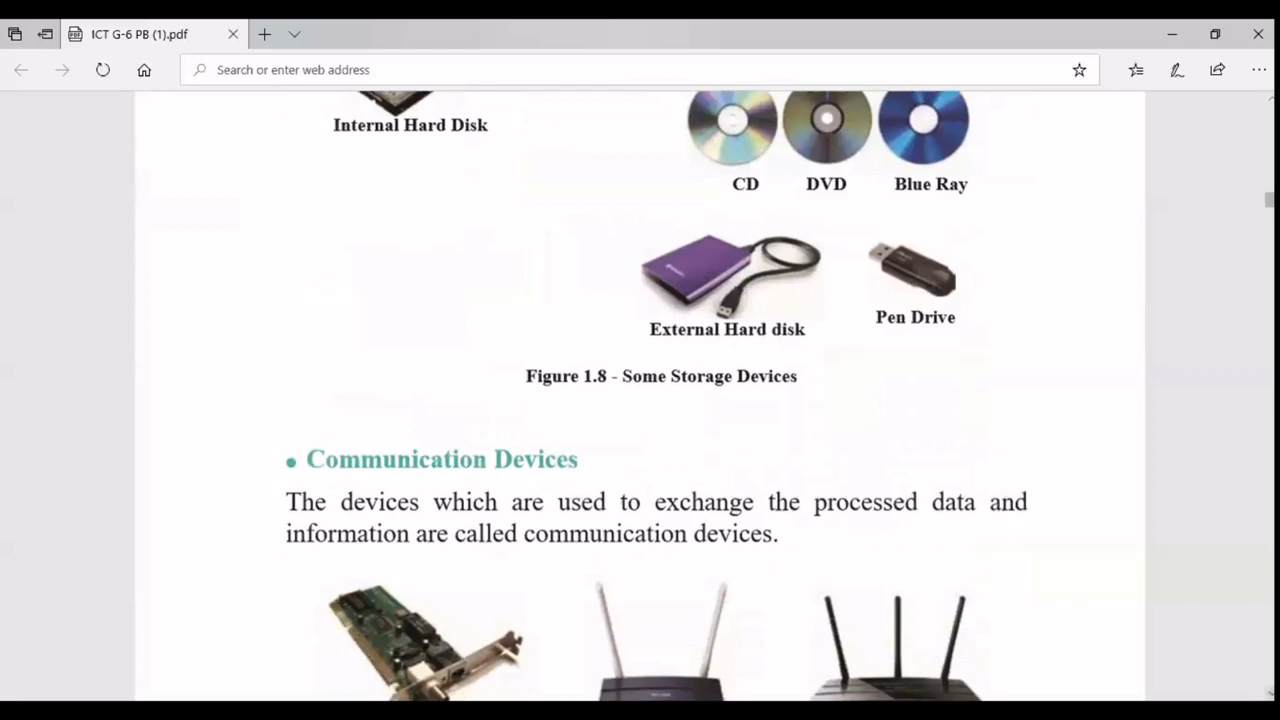 ICT G-6 PB (1).pdf
Search or enter web address
Internal Hard Disk
CD DVD Blue Ray
External Hard disk
Pen Drive
Figure 1.8 - Some Storage Devices
• Communication Devices
The devices which are used to exchange the processed data and
information are called communication devices.